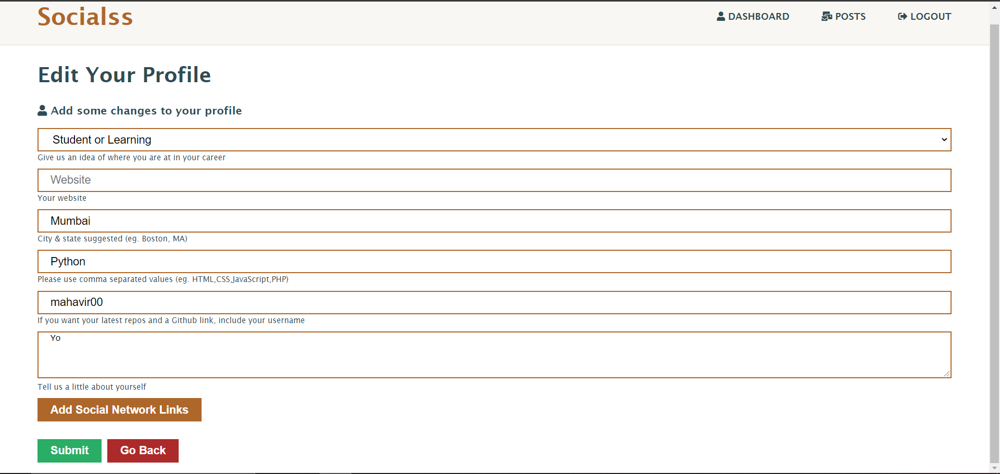 Socialss
DASHBOARD POSTS LOGOUT
Edit Your Profile
Add some changes to your profile
Student or Learning
Give us an idea of where you are at in your career
Website
Your website
Mumbai
City & state suggested (eg. Boston, MA)
Python
Please use comma separated values (eg. HTML,CSS,JavaScript,PHP)
mahavir00
If you want your latest repos and a Github link, include your username
Yo
Tell us a little about yourself
Add Social Network Links
Submit Go Back